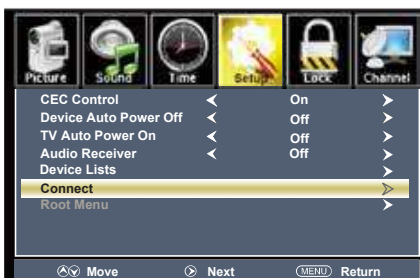 Picture Sound Time Setup Lock Channel
CEC Control On
Device Auto Power Off Off
TV Auto Power On Off
Audio Receiver Off
Device Lists
Connect
Root Menu
Move Next MENU Return